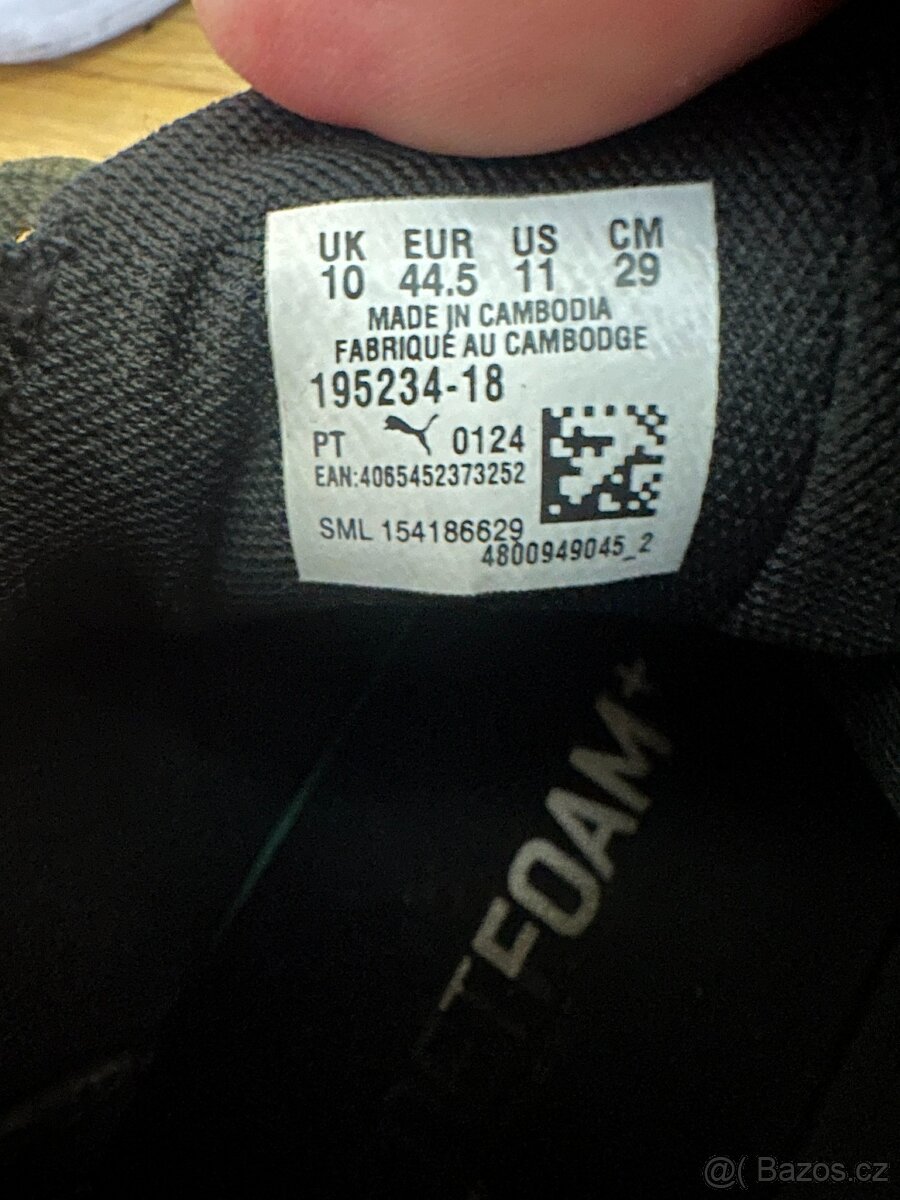 UK EUR US CM
10 44.5 11 29
MADE IN CAMBODIA
FABRIQUÉ AU CAMBODGE
195234-18
PT 0124
EAN:4065452373252
SML 154186629
4800949045_2
TFOAM+
@( Bazos.cz